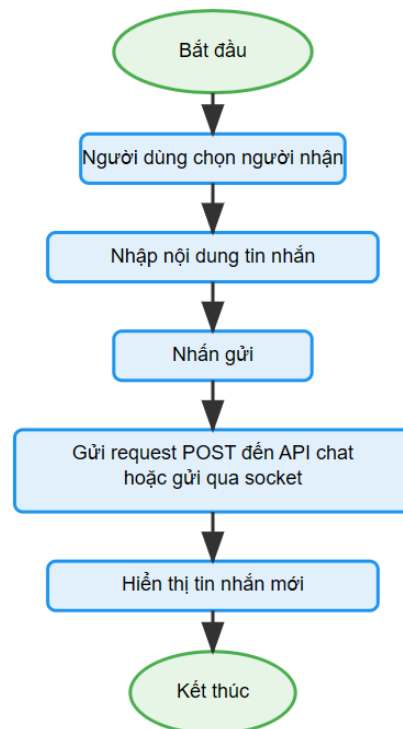 Bắt đầu
Người dùng chọn người nhận
Nhập nội dung tin nhắn
Nhấn gửi
Gửi request POST đến API chat
hoặc gửi qua socket
Hiển thị tin nhắn mới
Kết thúc